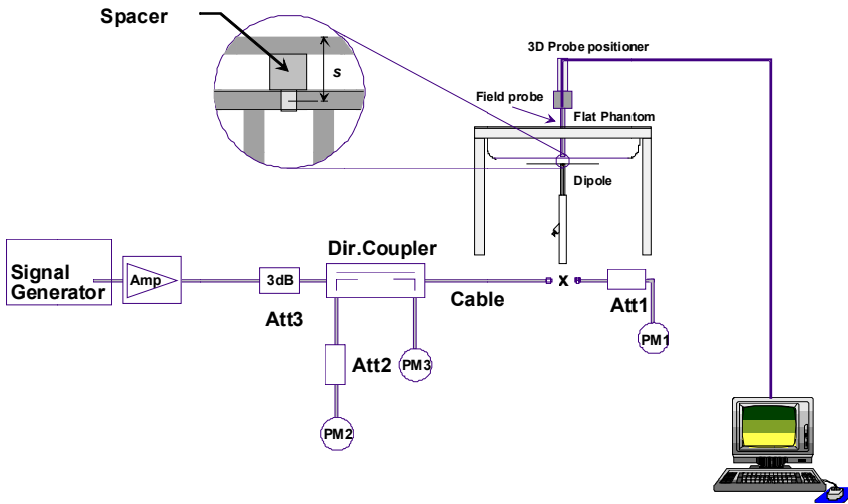 Spacer
s
3D Probe positioner
Field probe
Flat Phantom
Dipole
Signal
Generator
Amp
3dB
Att3
Dir.Coupler
Cable
x
Att1
PM1
Att2
PM3
PM2